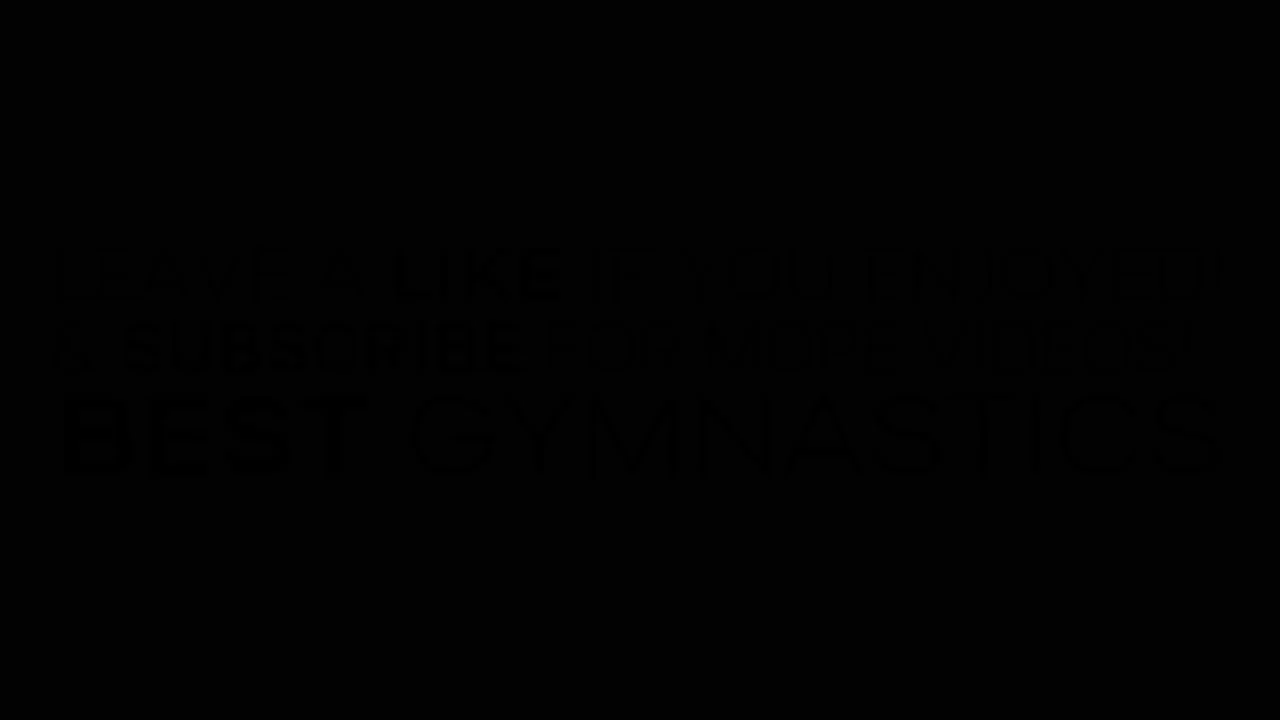 LEAVE A LIKE IF YOU ENJOYED!
& SUBSCRIBE FOR MORE VIDEOS!
BEST GYMNASTICS